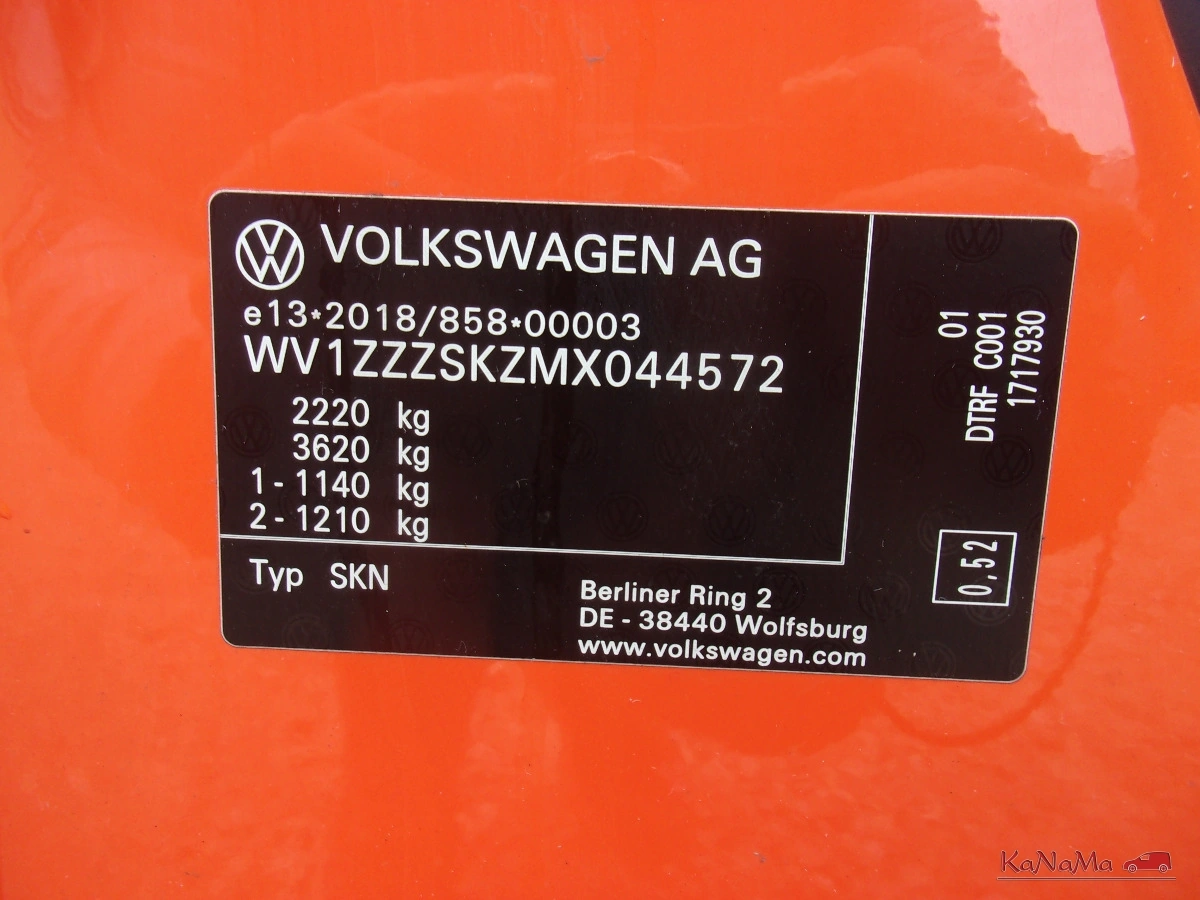 VOLKSWAGEN AG
e13*2018/858*00003
WV1ZZZSKZMX044572
2220 kg
3620 kg
1 - 1140 kg
2 - 1210 kg
Typ SKN
Berliner Ring 2
DE - 38440 Wolfsburg
www.volkswagen.com
01
DTRF C001
1717930
0,52
KaNaMa